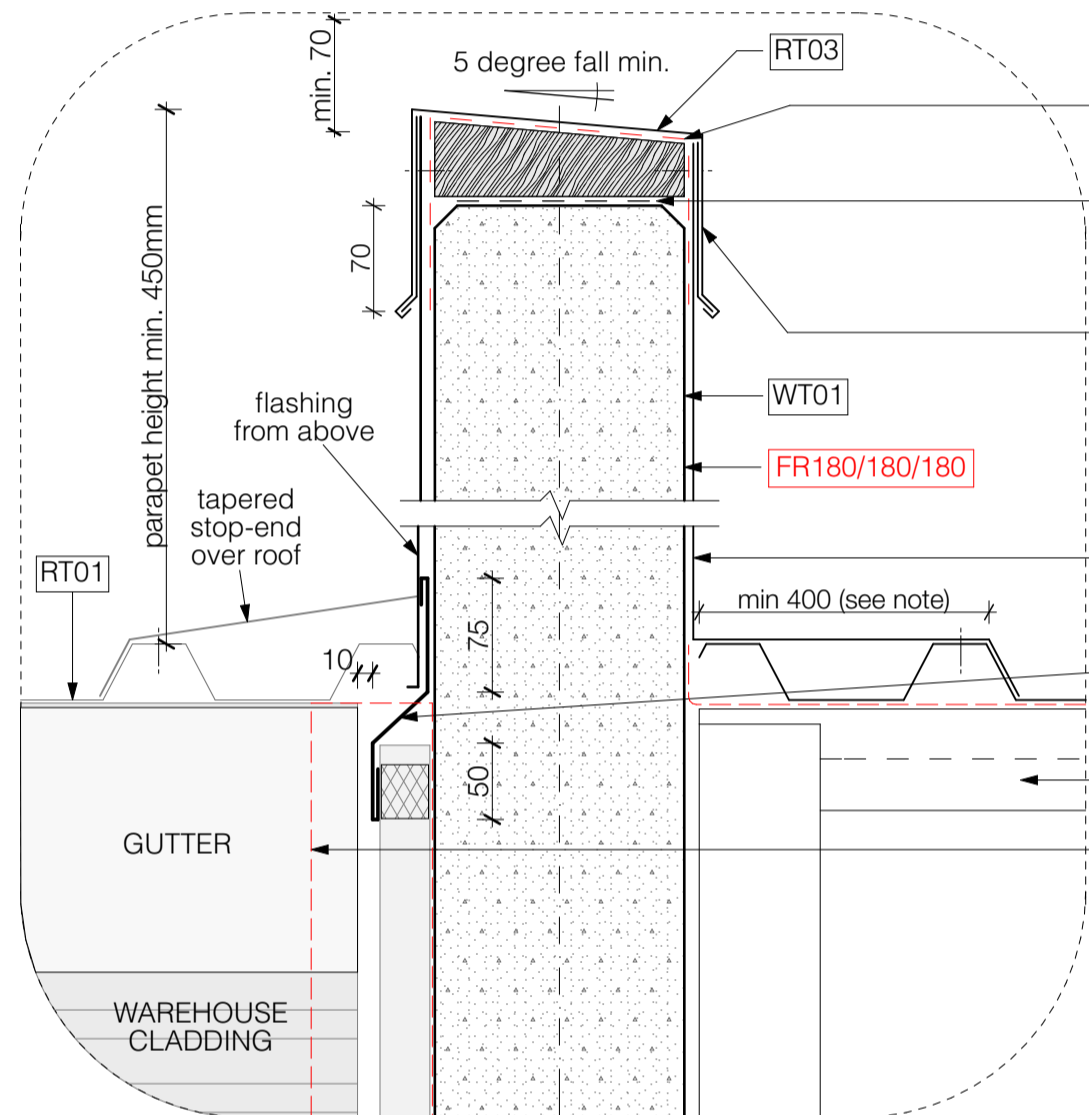 min. 70
5 degree fall min.
RT03
parapet height min. 450mm
70
flashing
from above
WT01
FR180/180/180
tapered
stop-end
over roof
RT01
75
min 400 (see note)
10
50
GUTTER
WAREHOUSE
CLADDING